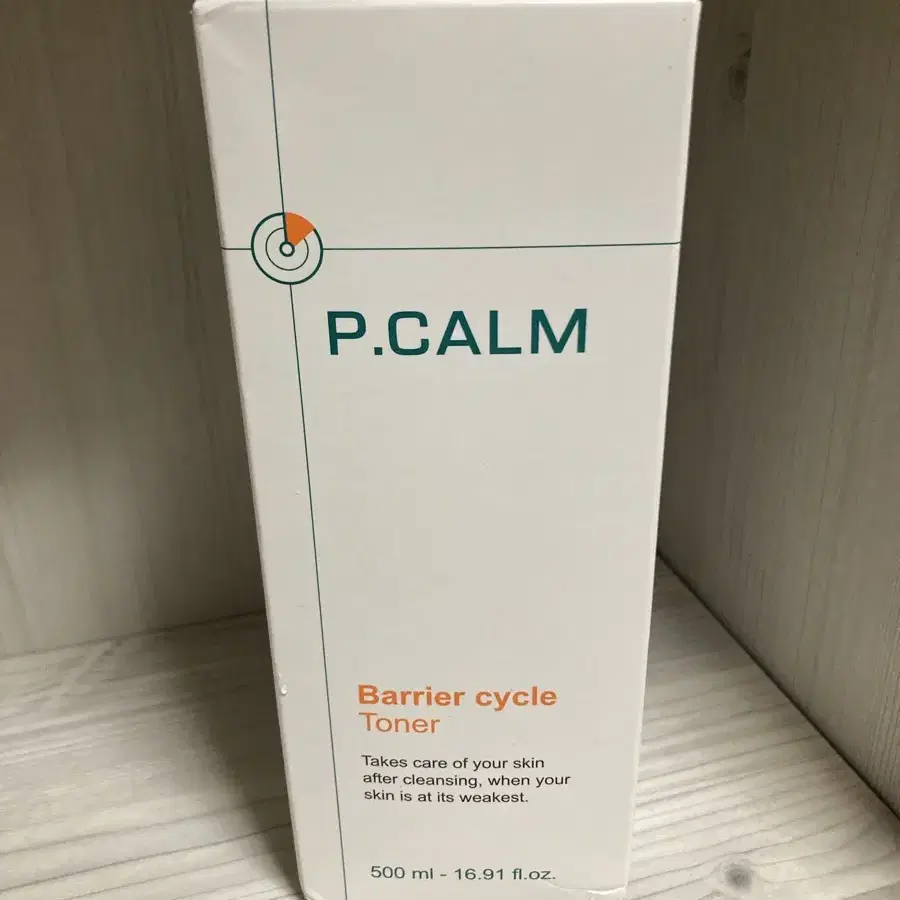 P.CALM
Barrier cycle
Toner
Takes care of your skin
after cleansing, when your
skin is at its weakest.
500 ml - 16.91 fl.oz.